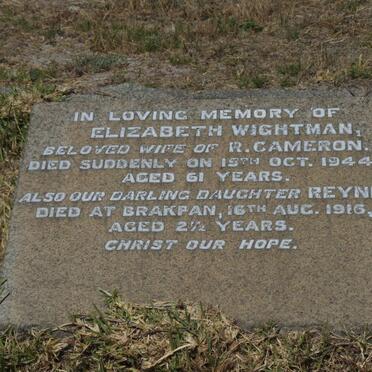 IN LOVING MEMORY OF
ELIZABETH WIGHTMAN,
BELOVED WIFE OF R. CAMERON.
DIED SUDDENLY ON 15TH OCT. 1944
AGED 61 YEARS.
ALSO OUR DARLING DAUGHTER
DIED AT BRAKPAN, 16TH AUG. 1916,
AGED 2½ YEARS.
CHRIST OUR HOPE.